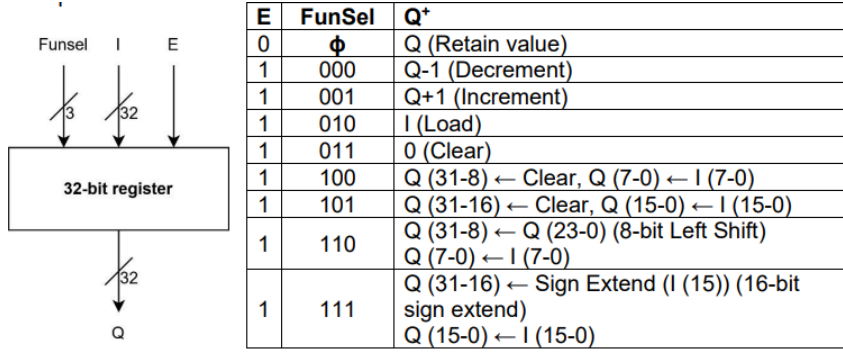 Funsel I E
3 32
32-bit register
32
Q
E FunSel Q⁺
0 ϕ Q (Retain value)
1 000 Q-1 (Decrement)
1 001 Q+1 (Increment)
1 010 I (Load)
1 011 0 (Clear)
1 100 Q (31-8) ← Clear, Q (7-0) ← I (7-0)
1 101 Q (31-16) ← Clear, Q (15-0) ← I (15-0)
1 110 Q (31-8) ← Q (23-0) (8-bit Left Shift)
Q (7-0) ← I (7-0)
1 111 Q (31-16) ← Sign Extend (I (15)) (16-bit
sign extend)
Q (15-0) ← I (15-0)